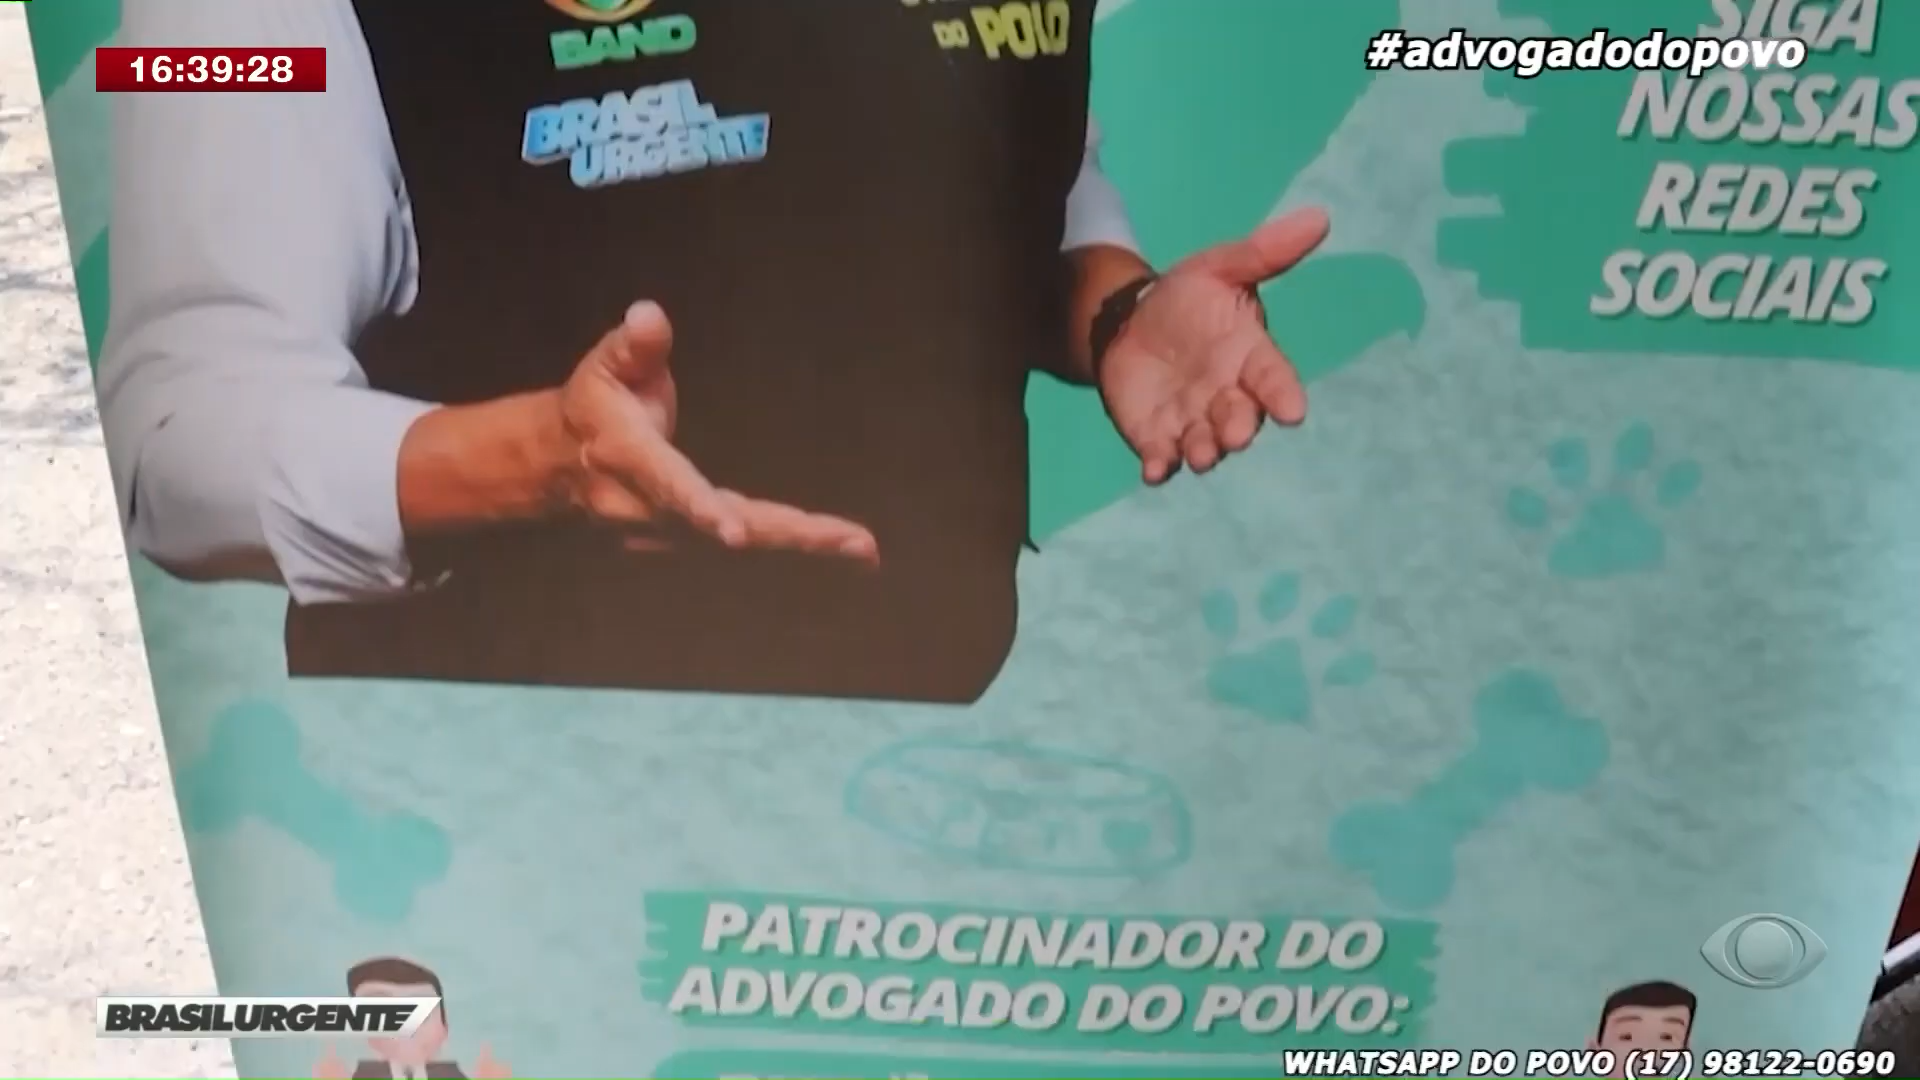 BAND
DO POVO
BRASIL
URGENTE
16:39:28
#advogadodopovo
SIGA
NOSSAS
REDES
SOCIAIS
PATROCINADOR DO
ADVOGADO DO POVO:
BRASILURGENTE
WHATSAPP DO POVO (17) 98122-0690